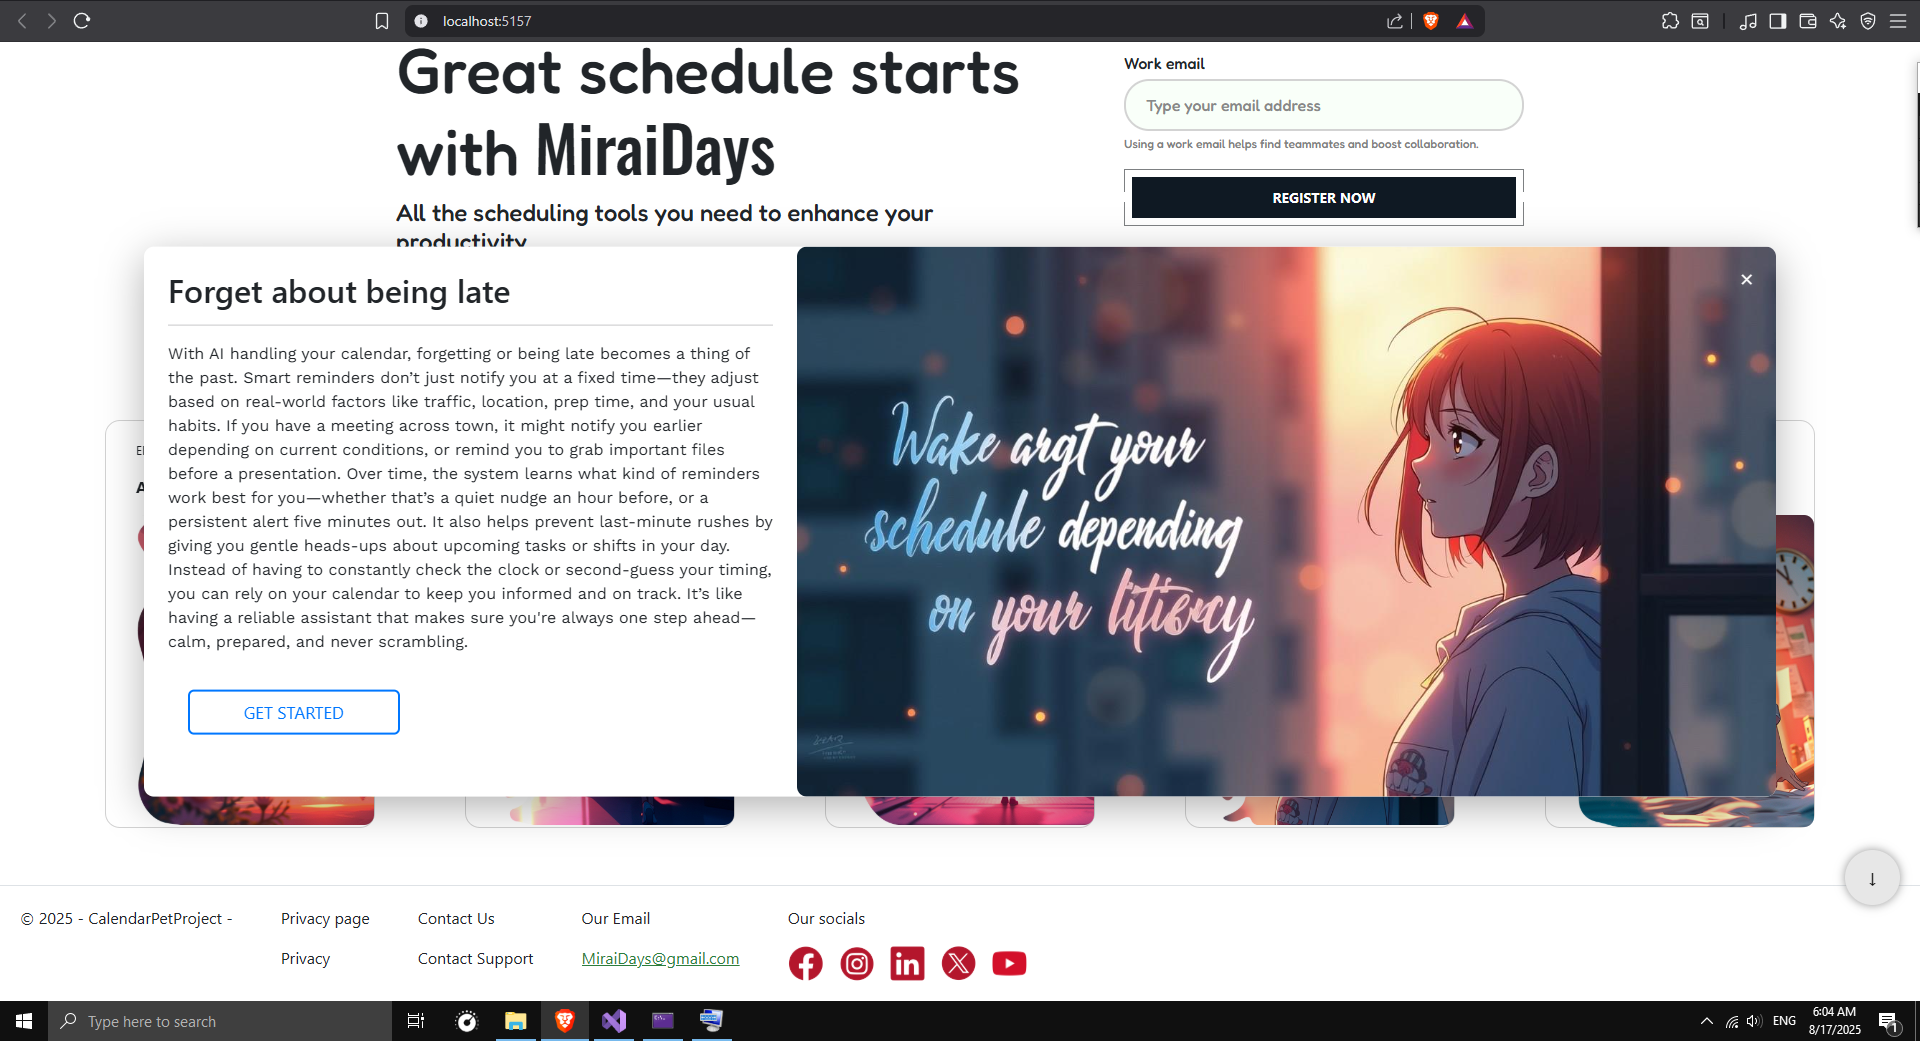 localhost:5157
Great schedule starts
with MiraiDays
All the scheduling tools you need to enhance your
productivity
Work email
Type your email address
Using a work email helps find teammates and boost collaboration.
REGISTER NOW
Forget about being late
With AI handling your calendar, forgetting or being late becomes a thing of
the past. Smart reminders don’t just notify you at a fixed time—they adjust
based on real-world factors like traffic, location, prep time, and your usual
habits. If you have a meeting across town, it might notify you earlier
depending on current conditions, or remind you to grab important files
before a presentation. Over time, the system learns what kind of reminders
work best for you—whether that’s a quiet nudge an hour before, or a
persistent alert five minutes out. It also helps prevent last-minute rushes by
giving you gentle heads-ups about upcoming tasks or shifts in your day.
Instead of having to constantly check the clock or second-guess your timing,
you can rely on your calendar to keep you informed and on track. It’s like
having a reliable assistant that makes sure you're always one step ahead—
calm, prepared, and never scrambling.
GET STARTED
Wake argt your
schedule depending
on your
© 2025 - CalendarPetProject -
Privacy page
Privacy
Contact Us
Contact Support
Our Email
MiraiDays@gmail.com
Our socials
Type here to search
ENG
6:04 AM
8/17/2025
1